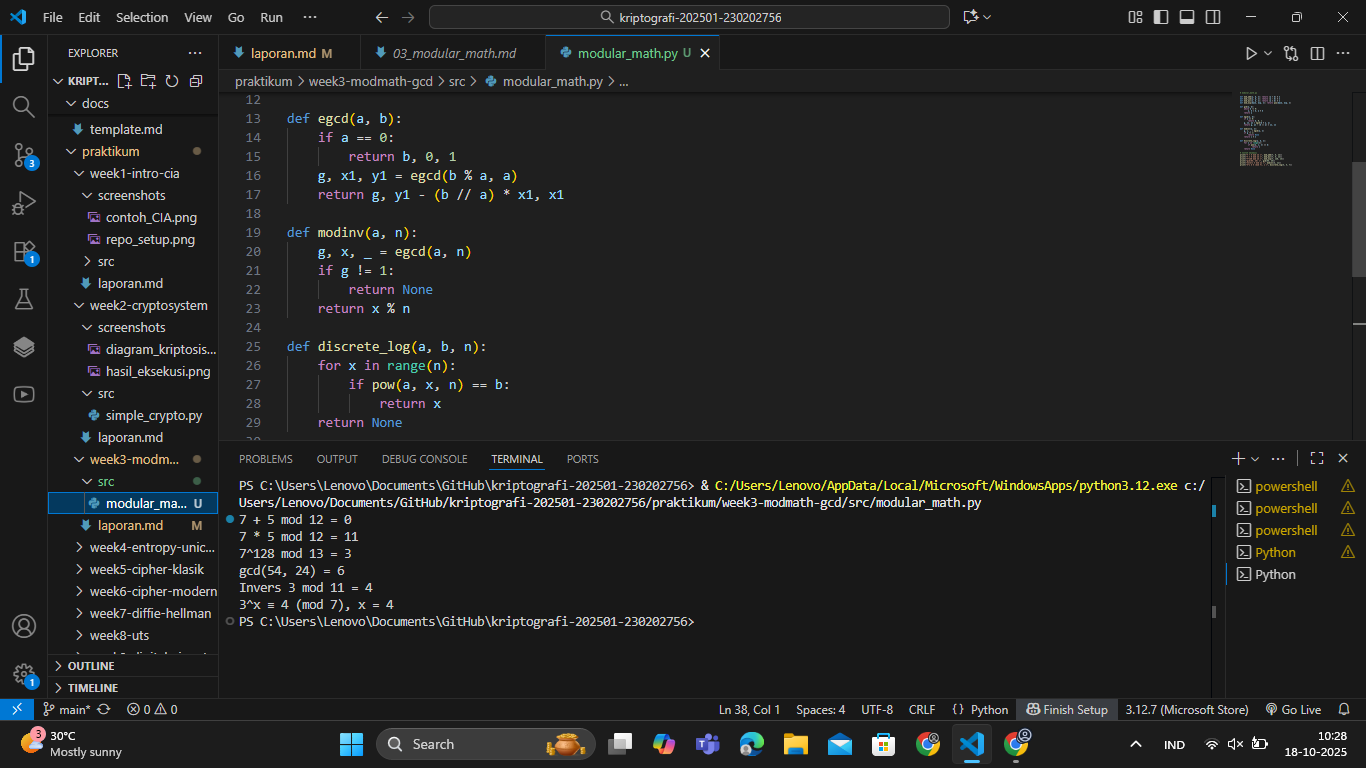 File Edit Selection View Go Run ···
kriptografi-202501-230202756
EXPLORER ···
KRIPT...
docs
template.md
praktikum
week1-intro-cia
screenshots
contoh_CIA.png
repo_setup.png
src
laporan.md
week2-cryptosystem
screenshots
diagram_kriptosis...
hasil_eksekusi.png
src
simple_crypto.py
laporan.md
week3-modm...
src
modular_ma... U
laporan.md M
week4-entropy-unic...
week5-cipher-klasik
week6-cipher-modern
week7-diffie-hellman
week8-uts
OUTLINE
TIMELINE
3
1
1
laporan.md M 03_modular_math.md modular_math.py U
praktikum > week3-modmath-gcd > src > modular_math.py > ...
12
13 def egcd(a, b):
14 if a == 0:
15 return b, 0, 1
16 g, x1, y1 = egcd(b % a, a)
17 return g, y1 - (b // a) * x1, x1
18
19 def modinv(a, n):
20 g, x, _ = egcd(a, n)
21 if g != 1:
22 return None
23 return x % n
24
25 def discrete_log(a, b, n):
26 for x in range(n):
27 if pow(a, x, n) == b:
28 return x
29 return None
PROBLEMS OUTPUT DEBUG CONSOLE TERMINAL PORTS
PS C:\Users\Lenovo\Documents\GitHub\kriptografi-202501-230202756> & C:/Users/Lenovo/AppData/Local/Microsoft/WindowsApps/python3.12.exe c:/
Users/Lenovo/Documents/GitHub/kriptografi-202501-230202756/praktikum/week3-modmath-gcd/src/modular_math.py
7 + 5 mod 12 = 0
7 * 5 mod 12 = 11
7^128 mod 13 = 3
gcd(54, 24) = 6
Invers 3 mod 11 = 4
3^x ≡ 4 (mod 7), x = 4
PS C:\Users\Lenovo\Documents\GitHub\kriptografi-202501-230202756>
powershell
powershell
powershell
Python
Python
main* 0 0 Ln 38, Col 1 Spaces: 4 UTF-8 CRLF {} Python Finish Setup 3.12.7 (Microsoft Store) Go Live
3
30°C
Mostly sunny
Search
IND
10:28
18-10-2025